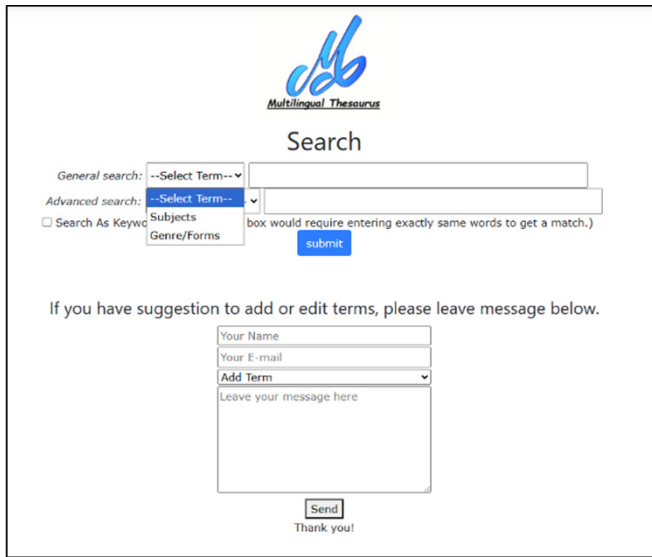 Multilingual Thesaurus
Search
General search: --Select Term--
Advanced search: --Select Term--
Subjects
Genre/Forms
Search As Keywo box would require entering exactly same words to get a match.)
submit
If you have suggestion to add or edit terms, please leave message below.
Your Name
Your E-mail
Add Term
Leave your message here
Send
Thank you!